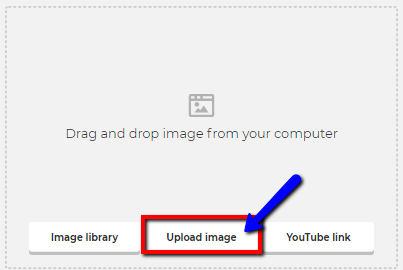 Drag and drop image from your computer
Image library
Upload image
YouTube link